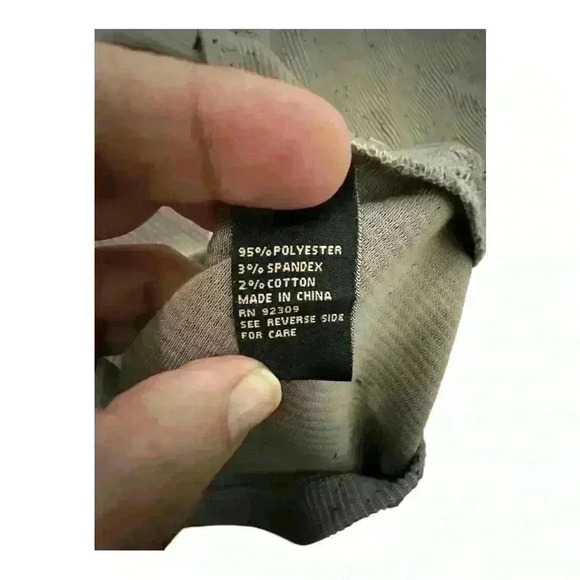 95% POLYESTER
3% SPANDEX
2% COTTON
MADE IN CHINA
RN 92309
SEE REVERSE SIDE
FOR CARE